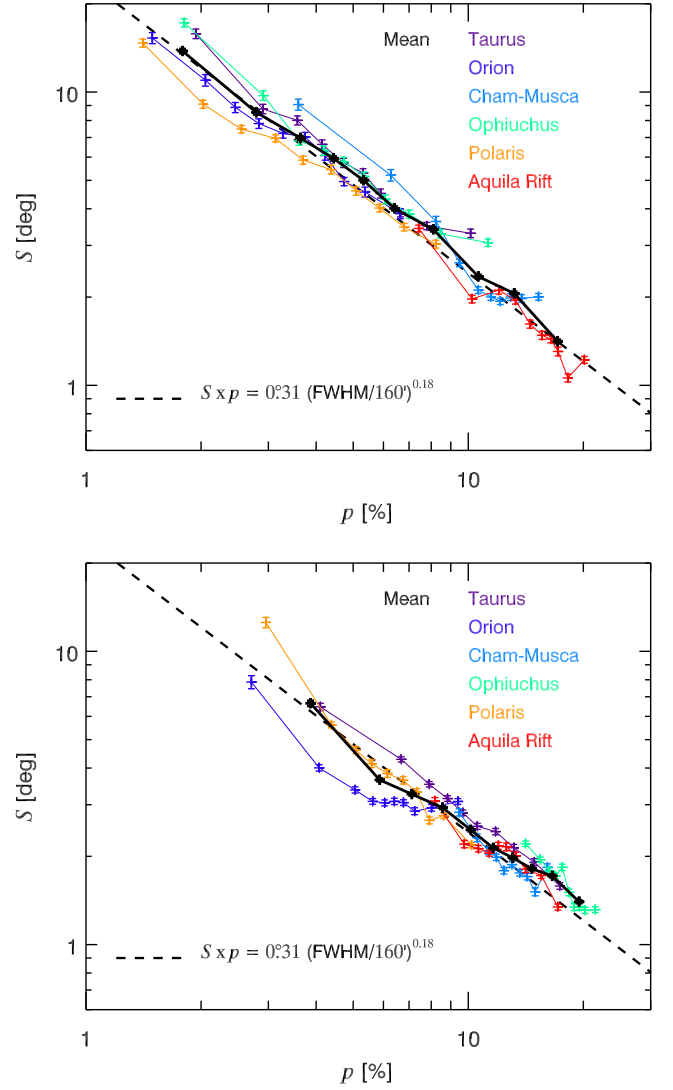 Mean Taurus
Orion
Cham-Musca
Ophiuchus
Polaris
Aquila Rift
10
S [deg]
1
S x p = 0°.31 (FWHM/160')^0.18
1 10
p [%]
Mean Taurus
Orion
Cham-Musca
Ophiuchus
Polaris
Aquila Rift
10
S [deg]
1
S x p = 0°.31 (FWHM/160')^0.18
1 10
p [%]